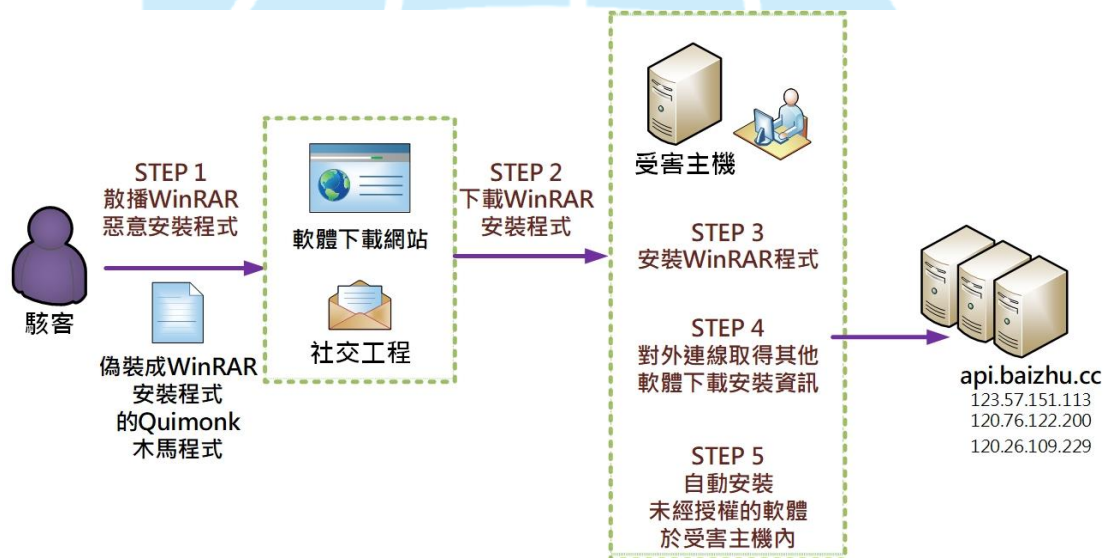 駭客
STEP 1
散播WinRAR
惡意安裝程式
偽裝成WinRAR
安裝程式
的Quimonk
木馬程式
軟體下載網站
社交工程
STEP 2
下載WinRAR
安裝程式
受害主機
STEP 3
安裝WinRAR程式
STEP 4
對外連線取得其他
軟體下載安裝資訊
STEP 5
自動安裝
未經授權的軟體
於受害主機內
api.baizhu.cc
123.57.151.113
120.76.122.200
120.26.109.229